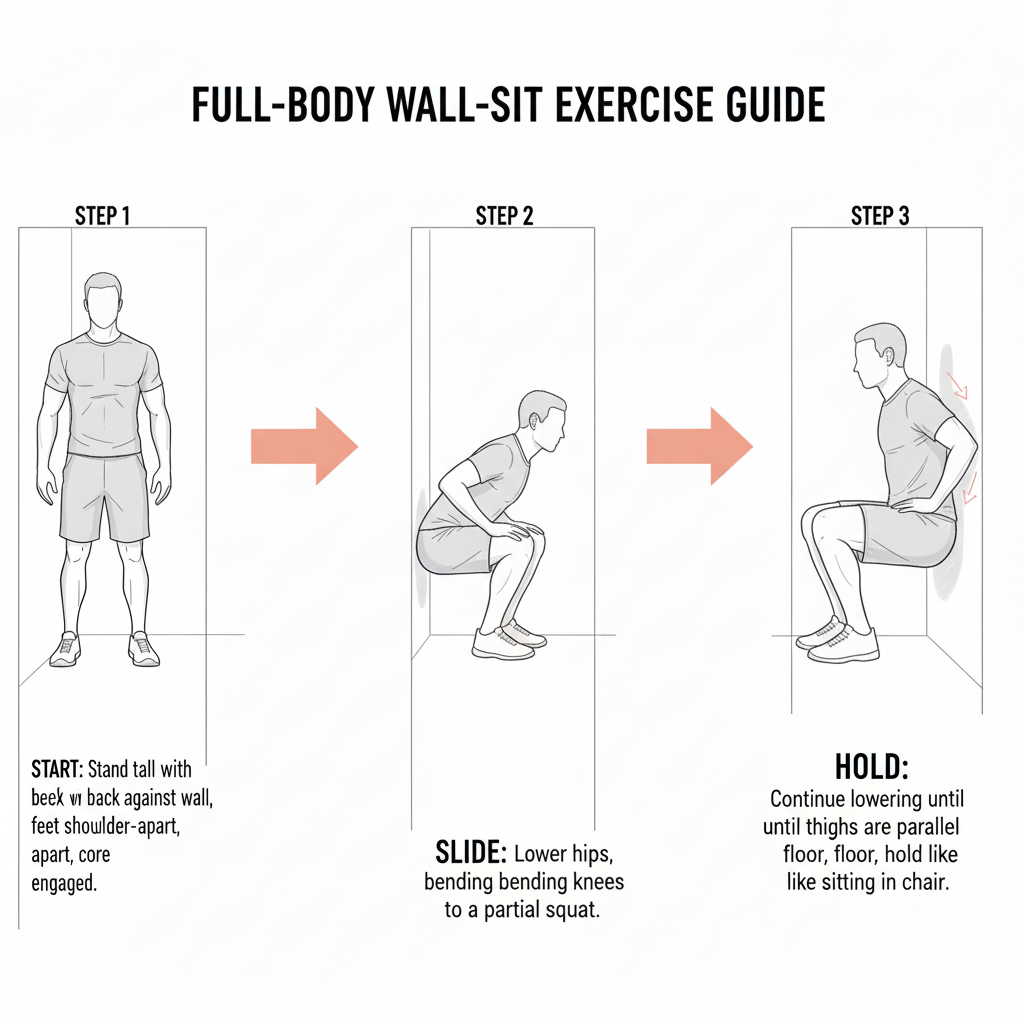 FULL-BODY WALL-SIT EXERCISE GUIDE
STEP 1
STEP 2
STEP 3
START: Stand tall with
back against wall,
feet shoulder-apart,
apart, core
engaged.
SLIDE: Lower hips,
bending bending knees
to a partial squat.
HOLD:
Continue lowering until
until thighs are parallel
floor, floor, hold like
like sitting in chair.